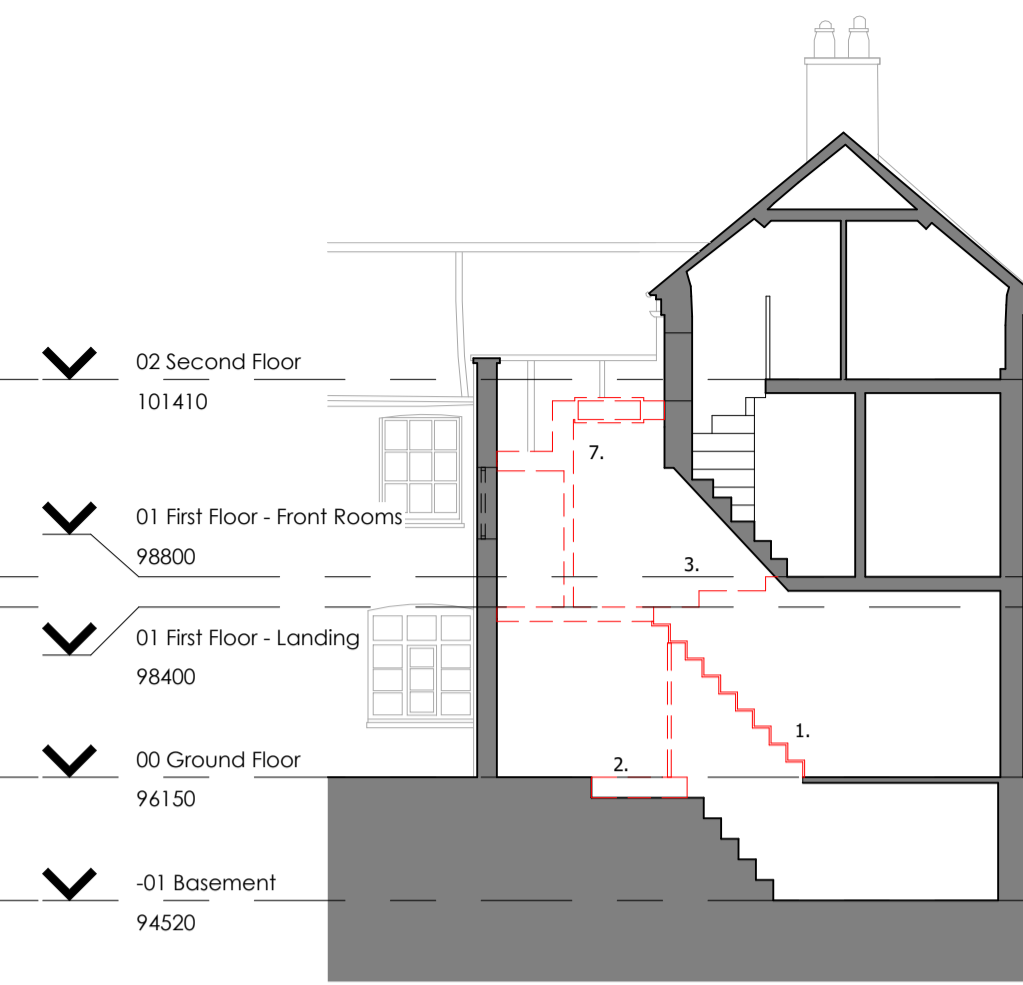 02 Second Floor
101410
7.
01 First Floor - Front Rooms
98800
3.
01 First Floor - Landing
98400
1.
00 Ground Floor
2.
96150
-01 Basement
94520